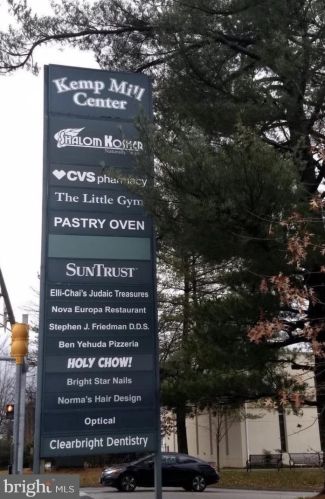 Kemp Mill
Center
SHALOM KOSHER
CVS pharmacy
The Little Gym
PASTRY OVEN
SUNTRUST
Elli-Chai's Judaic Treasures
Nova Europa Restaurant
Stephen J. Friedman D.D.S.
Ben Yehuda Pizzeria
HOLY CHOW!
Bright Star Nails
Norma's Hair Design
Optical
Clearbright Dentistry
bright MLS